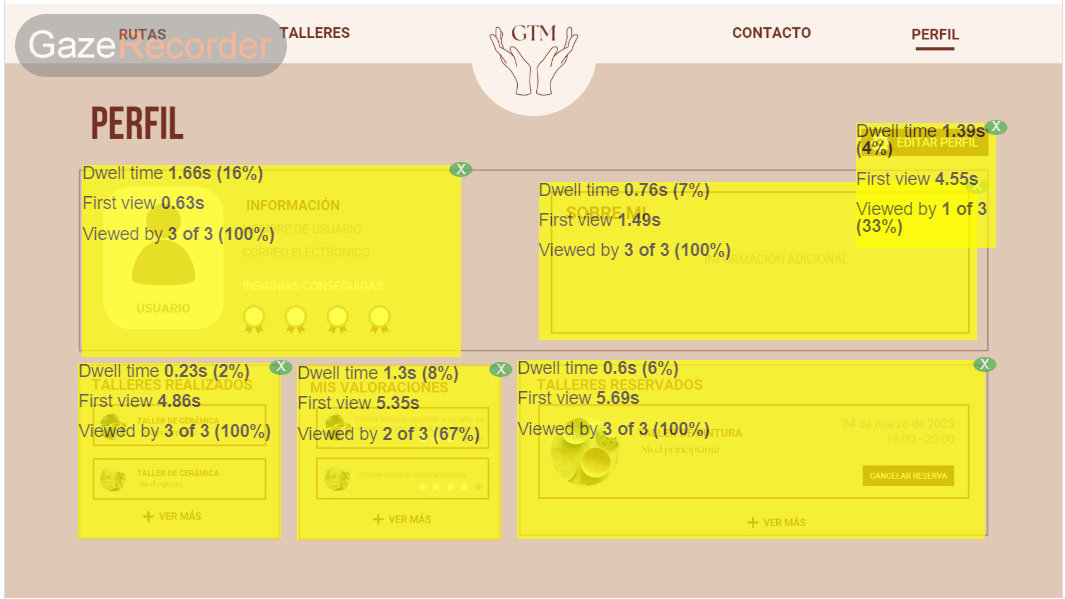 GazeRecorder
RUTAS
TALLERES
GTM
CONTACTO
PERFIL
PERFIL
Dwell time 1.39s
(4%)
EDITAR PERFIL
First view 4.55s
Viewed by 1 of 3
(33%)
X
Dwell time 1.66s (16%)
X
First view 0.63s
INFORMACIÓN
Viewed by 3 of 3 (100%)
DE USUARIO
CORREO ELECTRÓNICO
INSIGNIAS CONSEGUIDAS:
USUARIO
Dwell time 0.76s (7%)
SOBRE MI
First view 1.49s
Viewed by 3 of 3 (100%)
INFORMACIÓN ADICIONAL
Dwell time 0.23s (2%)
X
TALLERES REALIZADOS
First view 4.86s
TALLER DE CERÁMICA
Viewed by 3 of 3 (100%)
TALLER DE CERÁMICA
Nivel experto
+ VER MÁS
Dwell time 1.3s (8%)
X
MIS VALORACIONES
First view 5.35s
Viewed by 2 of 3 (67%)
+ VER MÁS
Dwell time 0.6s (6%)
X
TALLERES RESERVADOS
First view 5.69s
Viewed by 3 of 3 (100%)
24 de marzo de 2023
18:00 - 20:00
Nivel principiante
CANCELAR RESERVA
+ VER MÁS